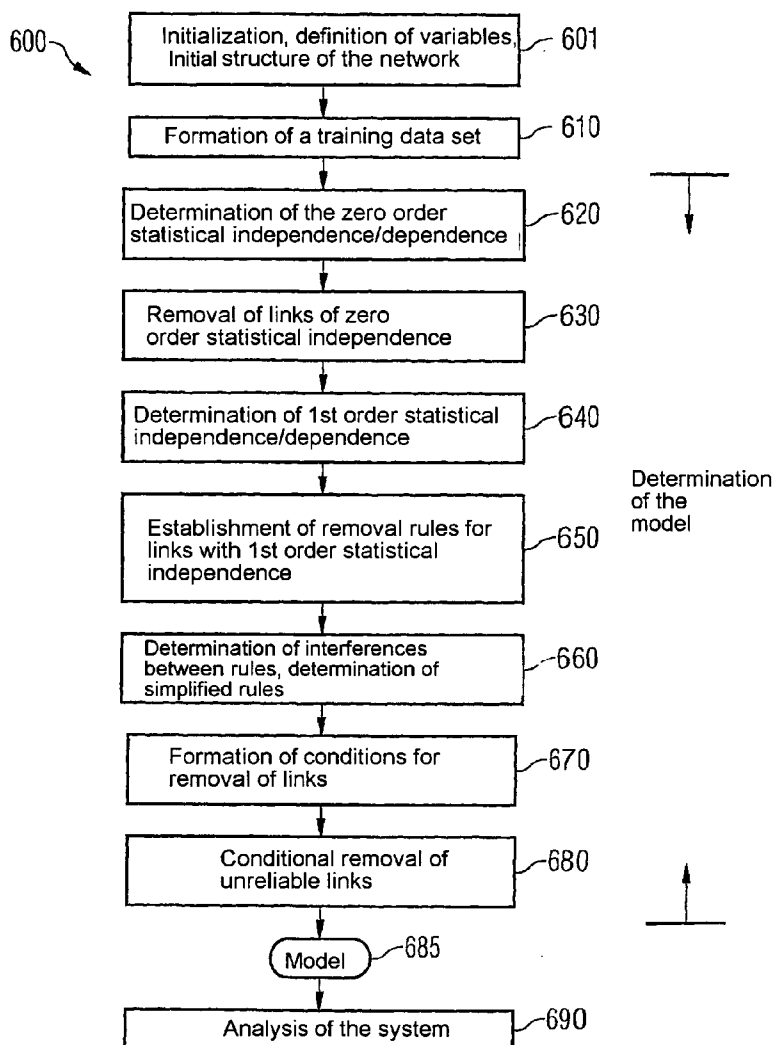 600
Initialization, definition of variables,
Initial structure of the network
601
Formation of a training data set
610
Determination of the zero order
statistical independence/dependence
620
Removal of links of zero
order statistical independence
630
Determination of 1st order statistical
independence/dependence
640
Establishment of removal rules for
links with 1st order statistical
independence
650
Determination
of the
model
Determination of interferences
between rules, determination of
simplified rules
660
Formation of conditions for
removal of links
670
Conditional removal of
unreliable links
680
Model
685
Analysis of the system
690